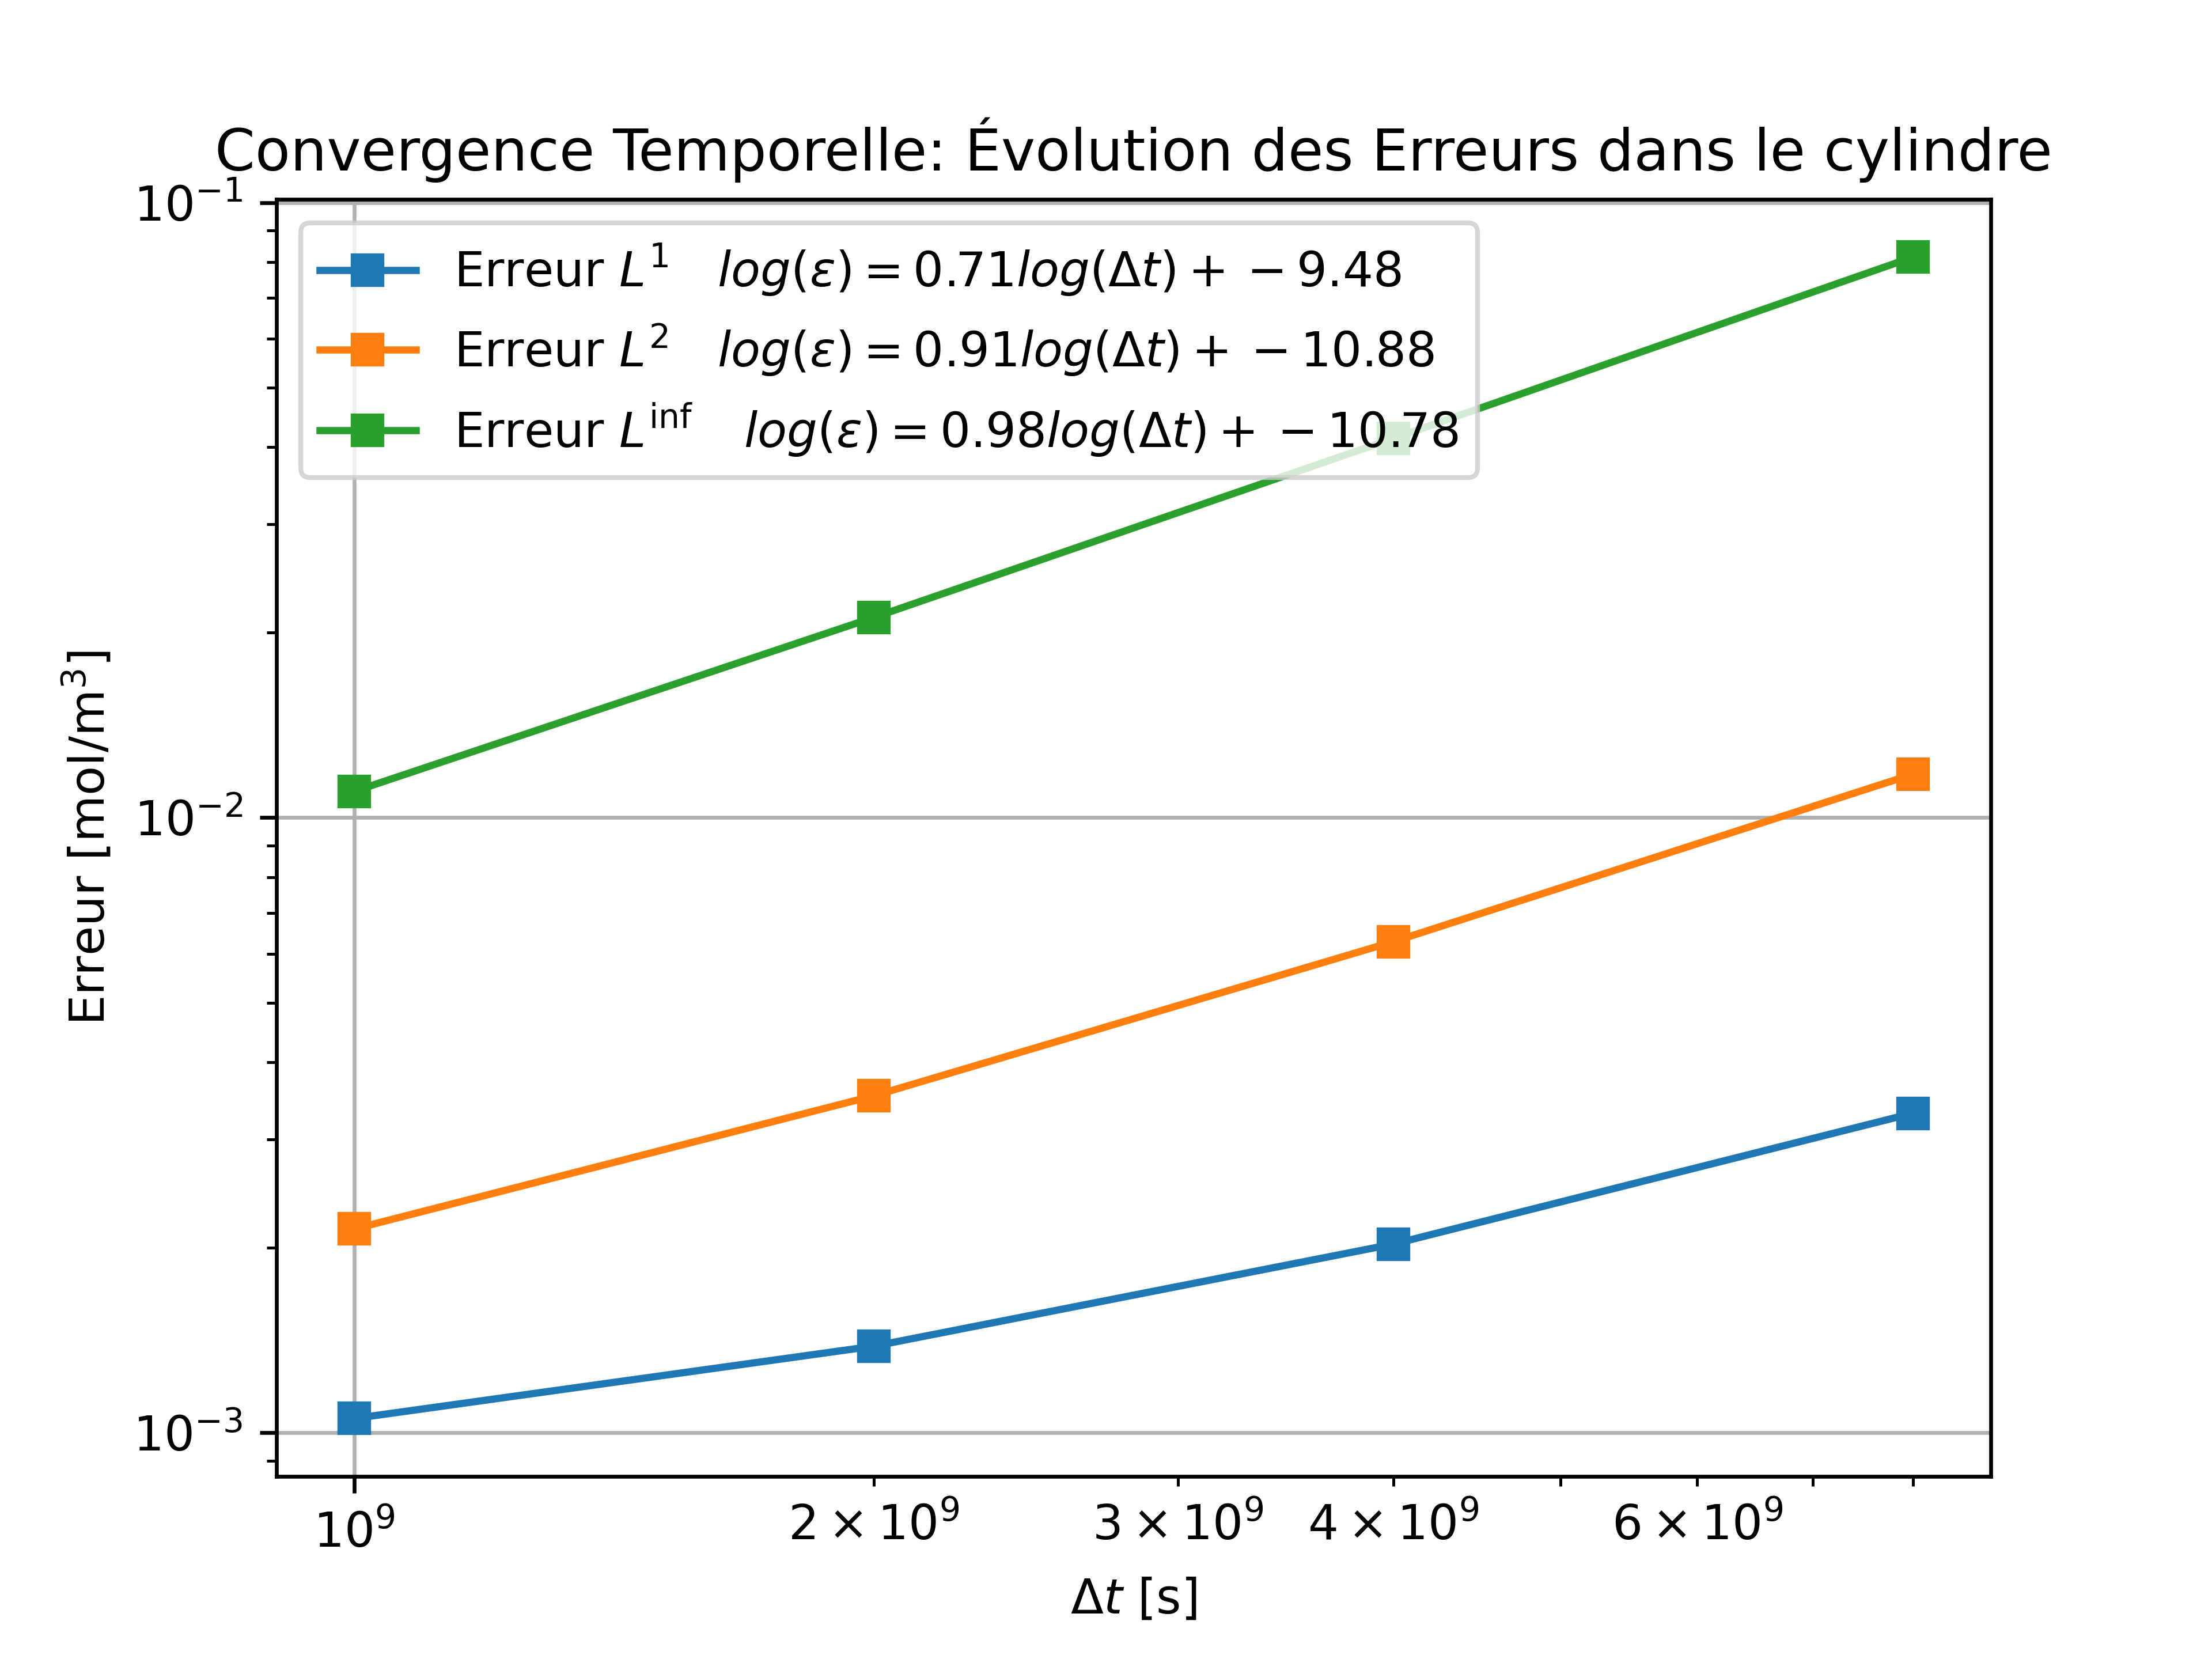 Convergence Temporelle: Évolution des Erreurs dans le cylindre
10⁻¹
Erreur L¹ log(ε) = 0.71log(Δt) + −9.48
Erreur L² log(ε) = 0.91log(Δt) + −10.88
Erreur L^inf log(ε) = 0.98log(Δt) + −10.78
Erreur [mol/m³]
10⁻²
10⁻³
10⁹ 2 × 10⁹ 3 × 10⁹ 4 × 10⁹ 6 × 10⁹
Δt [s]